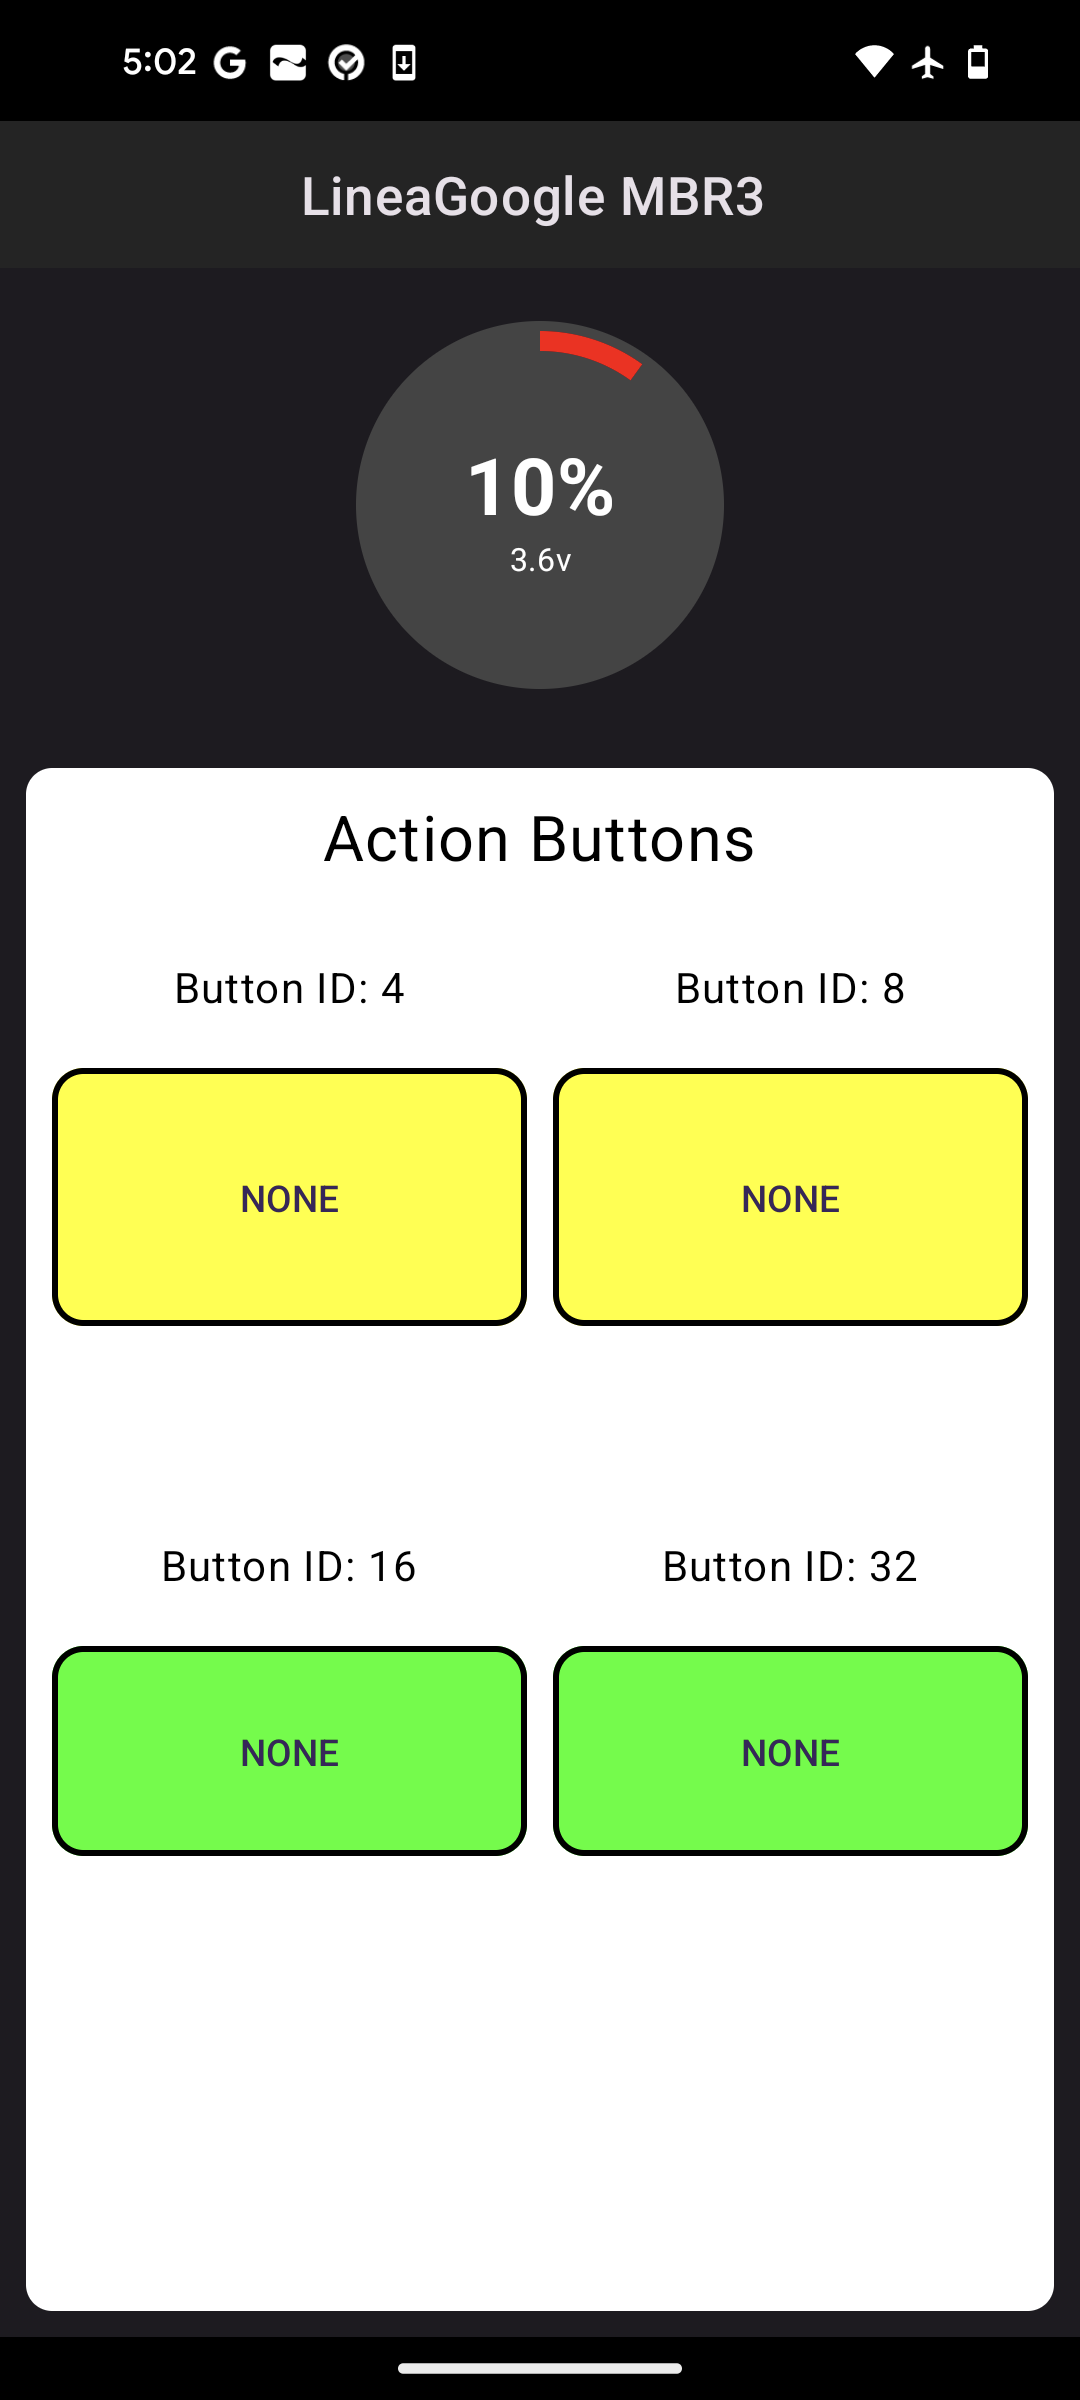 5:02
LineaGoogle MBR3
10%
3.6v
Action Buttons
Button ID: 4
Button ID: 8
NONE
NONE
Button ID: 16
Button ID: 32
NONE
NONE